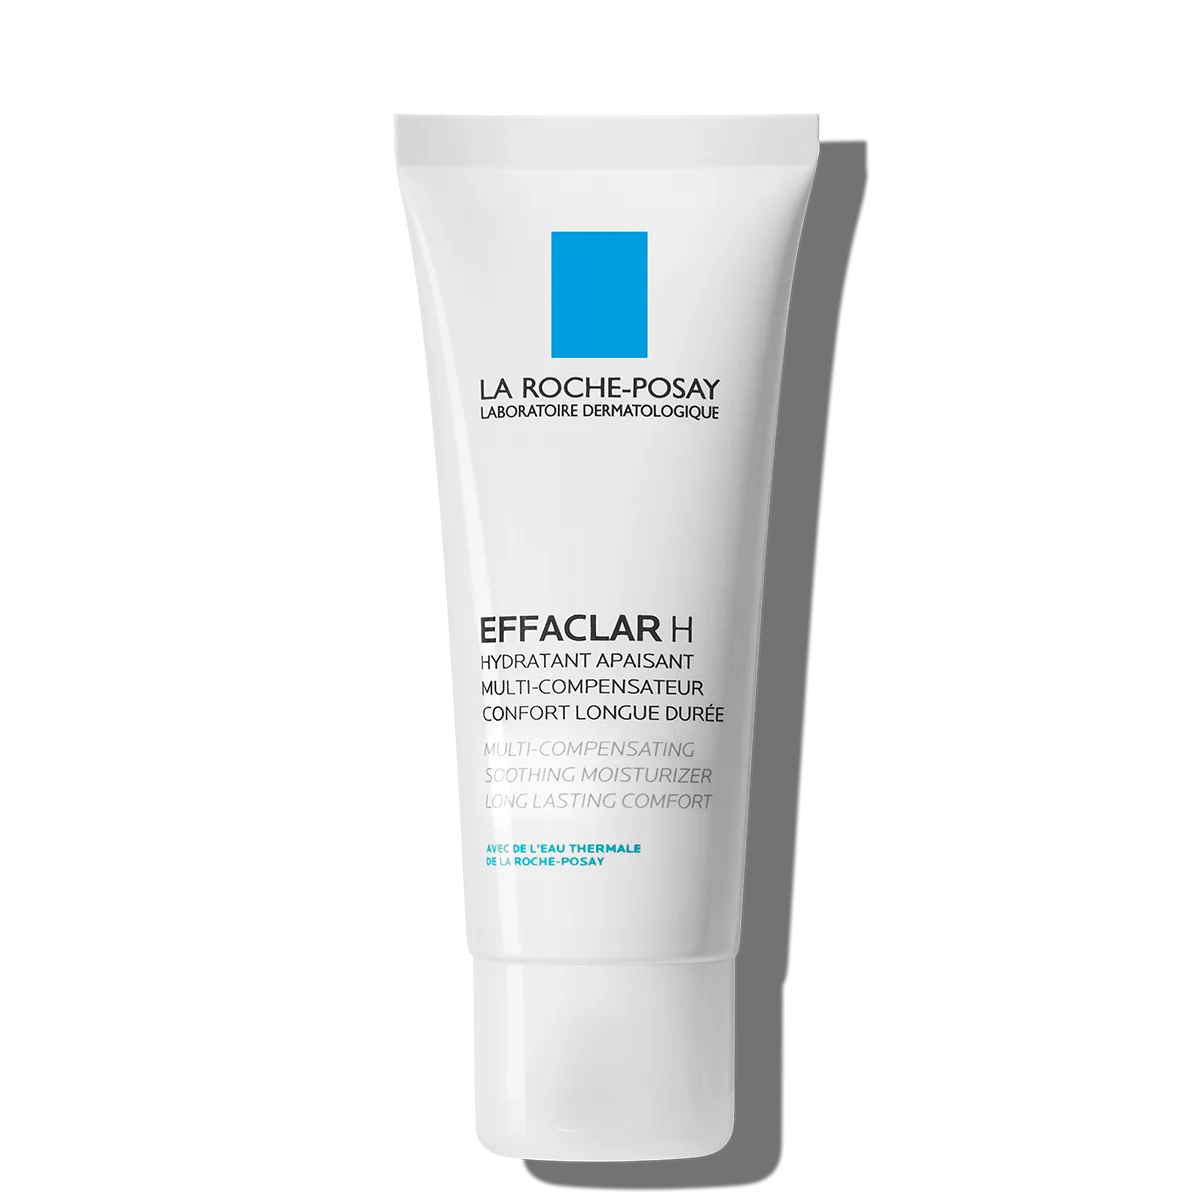 LA ROCHE-POSAY
LABORATOIRE DERMATOLOGIQUE
EFFACLAR H
HYDRATANT APAISANT
MULTI-COMPENSATEUR
CONFORT LONGUE DURÉE
MULTI-COMPENSATING
SOOTHING MOISTURIZER
LONG LASTING COMFORT
AVEC DE L'EAU THERMALE
DE LA ROCHE-POSAY